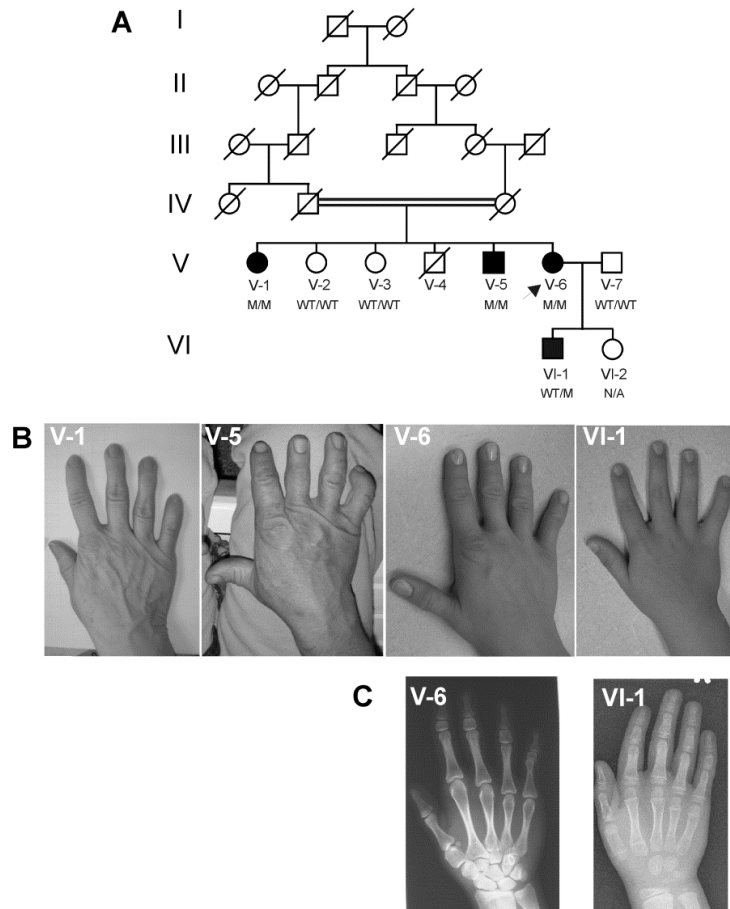 A
I
II
III
IV
V
V-1 V-2 V-3 V-4 V-5 V-6 V-7
M/M WT/WT WT/WT M/M M/M WT/WT
VI
VI-1 VI-2
WT/M N/A
B
V-1 V-5 V-6 VI-1
C
V-6 VI-1